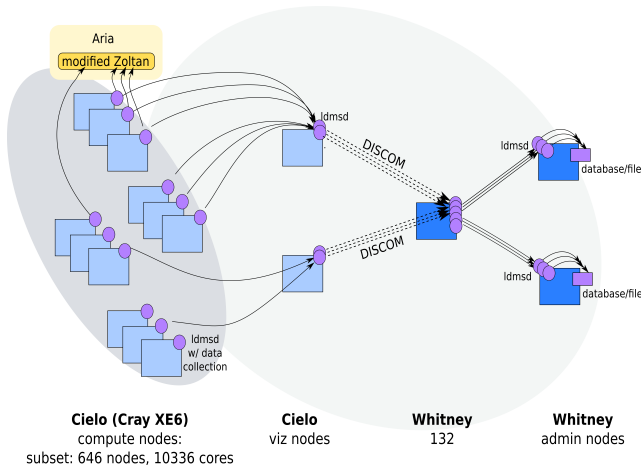 Aria
modified Zoltan
ldmsd
DISCOM
ldmsd
database/file
DISCOM
ldmsd
database/file
ldmsd
w/ data
collection
Cielo (Cray XE6)
compute nodes:
subset: 646 nodes, 10336 cores
Cielo
viz nodes
Whitney
132
Whitney
admin nodes